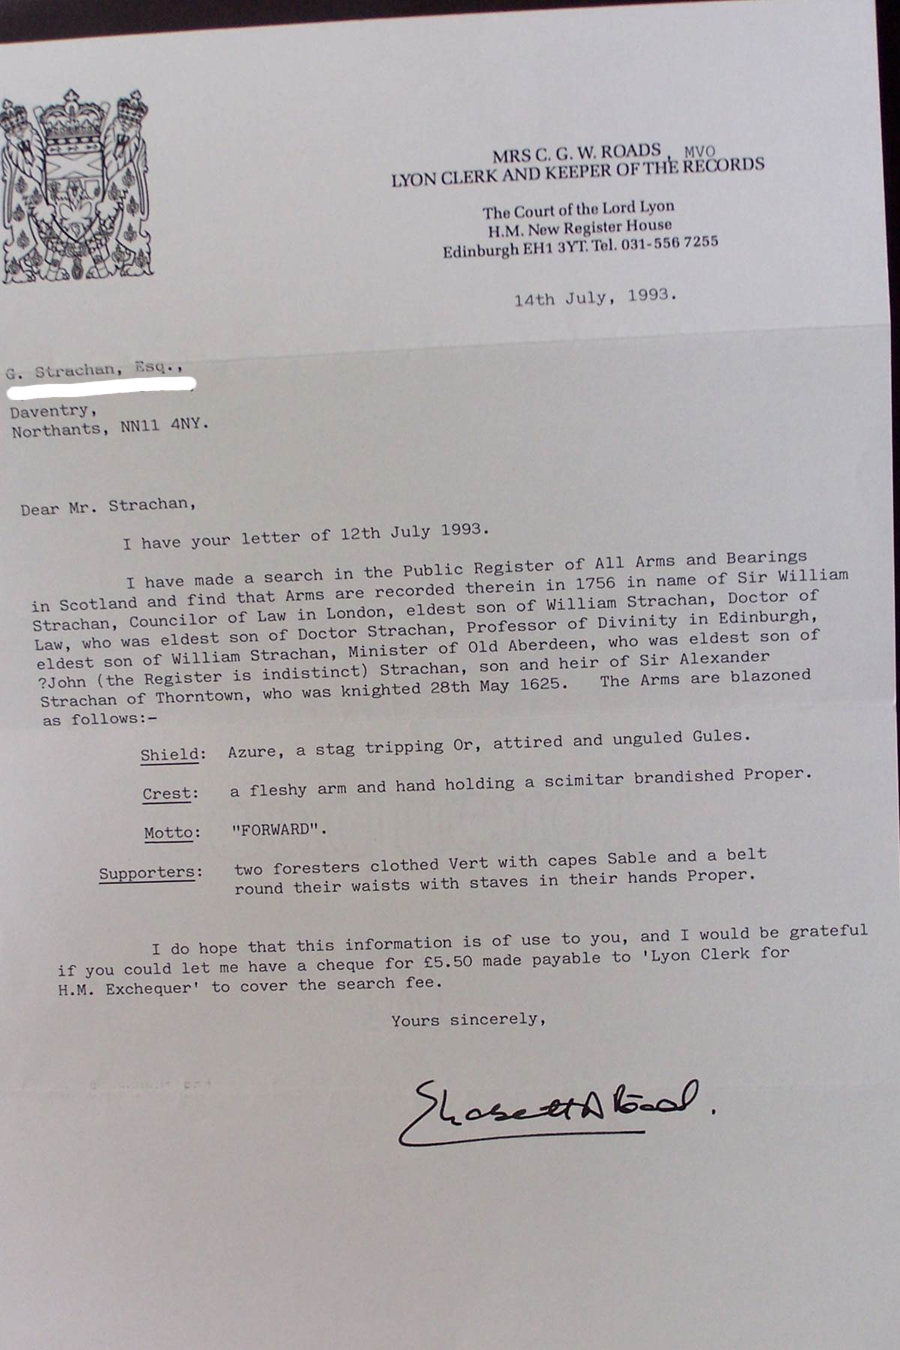 MRS C. G. W. ROADS, MVO
LYON CLERK AND KEEPER OF THE RECORDS
The Court of the Lord Lyon
H.M. New Register House
Edinburgh EH1 3YT. Tel. 031-556 7255
14th July, 1993.
G. Strachan, Esq.,
Daventry,
Northants, NN11 4NY.
Dear Mr. Strachan,
I have your letter of 12th July 1993.
I have made a search in the Public Register of All Arms and Bearings
in Scotland and find that Arms are recorded therein in 1756 in name of Sir William
Strachan, Councilor of Law in London, eldest son of William Strachan, Doctor of
Law, who was eldest son of Doctor Strachan, Professor of Divinity in Edinburgh,
eldest son of William Strachan, Minister of Old Aberdeen, who was eldest son of
?John (the Register is indistinct) Strachan, son and heir of Sir Alexander
Strachan of Thorntown, who was knighted 28th May 1625. The Arms are blazoned
as follows:-
Shield: Azure, a stag tripping Or, attired and unguled Gules.
Crest: a fleshy arm and hand holding a scimitar brandished Proper.
Motto: "FORWARD".
Supporters: two foresters clothed Vert with capes Sable and a belt
round their waists with staves in their hands Proper.
I do hope that this information is of use to you, and I would be grateful
if you could let me have a cheque for £5.50 made payable to 'Lyon Clerk for
H.M. Exchequer' to cover the search fee.
Yours sincerely,